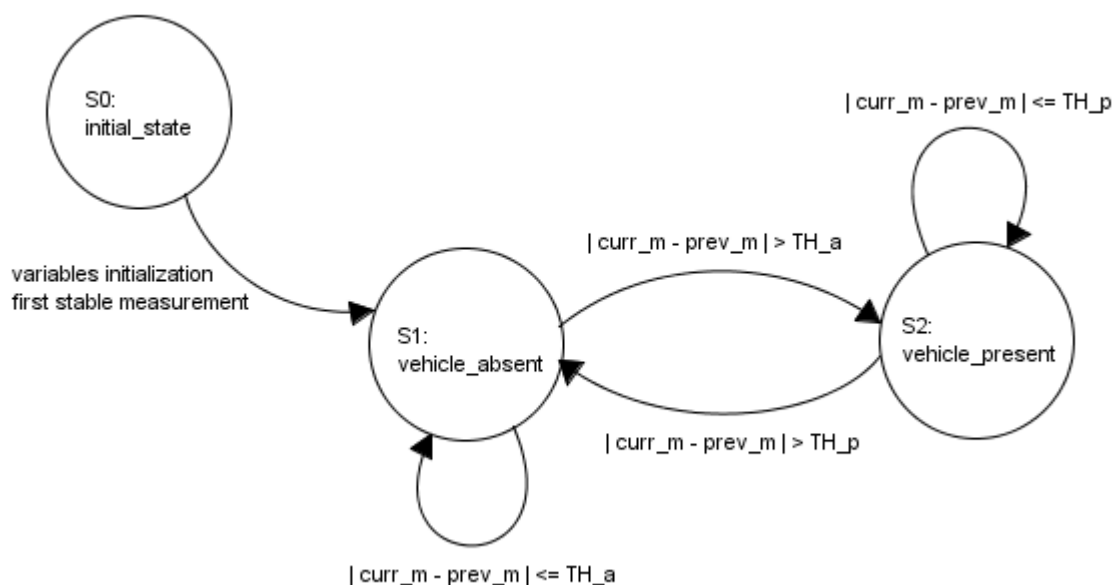 S0:
initial_state
| curr_m - prev_m | <= TH_p
variables initialization
first stable measurement
| curr_m - prev_m | > TH_a
S1:
vehicle_absent
S2:
vehicle_present
| curr_m - prev_m | > TH_p
| curr_m - prev_m | <= TH_a